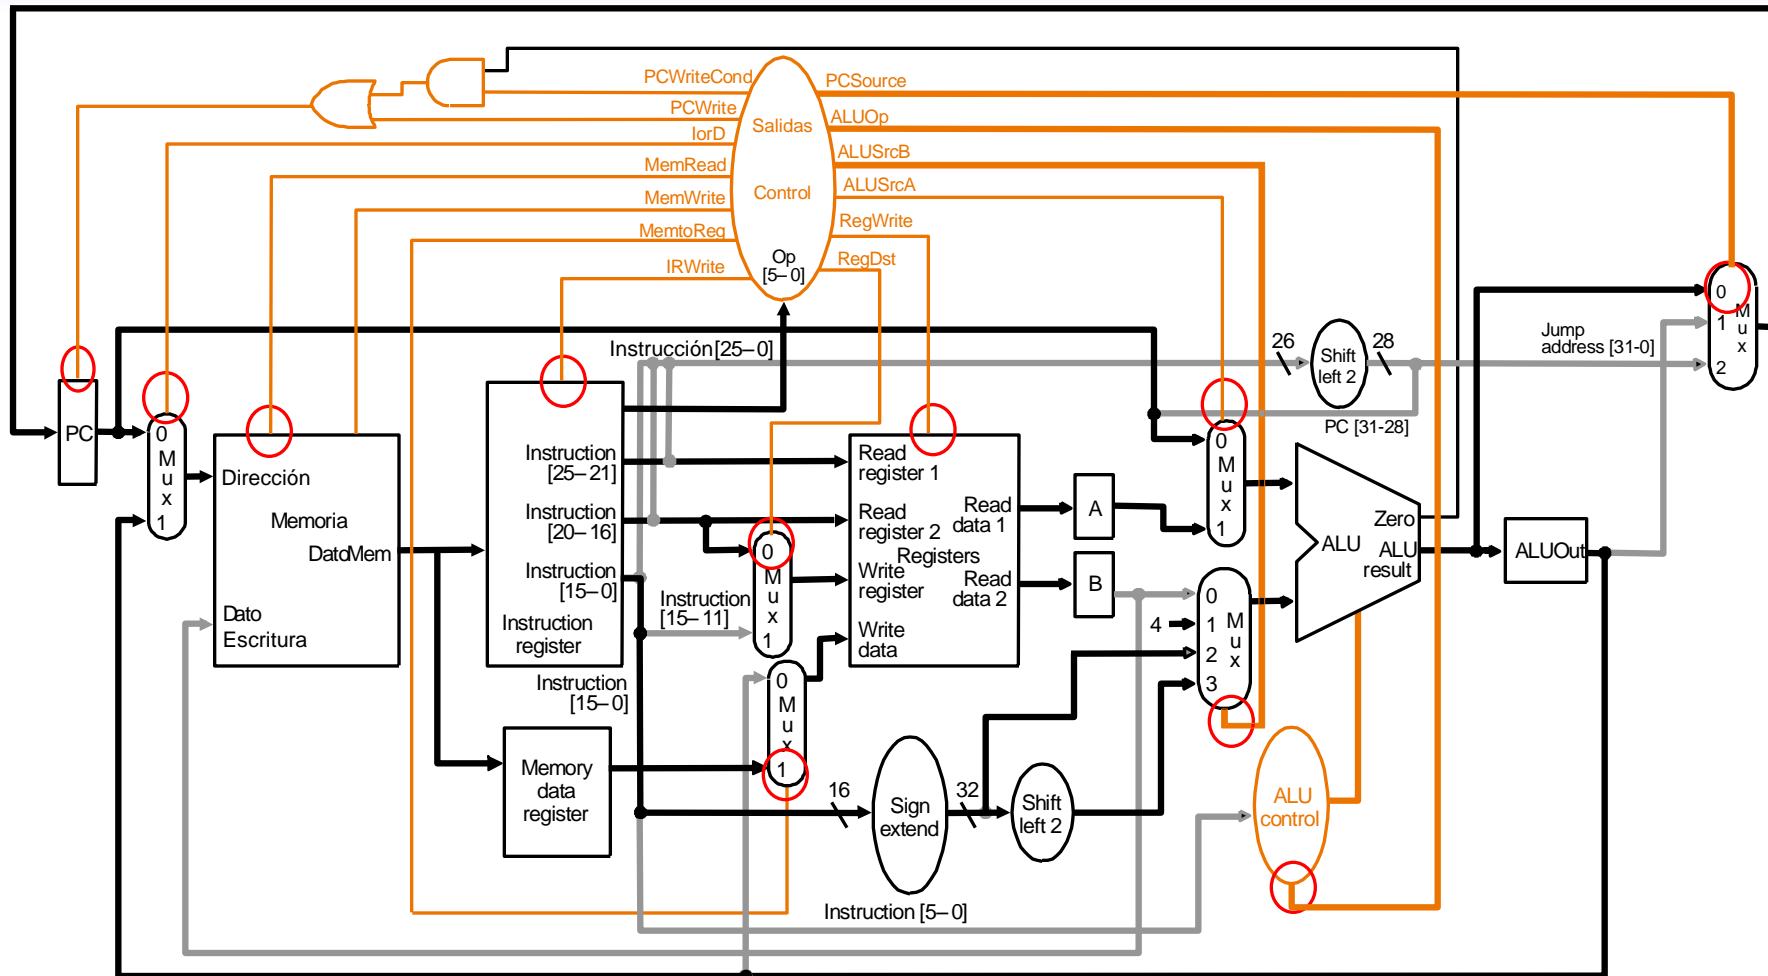 PCWriteCond
PCSource
PCWrite
ALUOp
Salidas
IorD
ALUSrcB
MemRead
ALUSrcA
MemWrite
Control
RegWrite
MemtoReg
Op
[5–0]
RegDst
IRWrite
Instrucción[25–0]
26
Shift
left 2
28
Jump
address [31-0]
0
1
2
M
u
x
PC [31-28]
PC
0
M
u
x
1
Dirección
Memoria
DatoMem
Dato
Escritura
Instruction
[25–21]
Instruction
[20–16]
Instruction
[15–0]
Instruction
register
Instruction
[15–11]
0
M
u
x
1
Read
register 1
Read
register 2
Registers
Write
register
Write
data
Read
data 1
Read
data 2
A
B
0
M
u
x
1
4
0
1
2
3
M
u
x
Zero
ALU
ALU
result
ALUOut
Instruction
[15–0]
0
M
u
x
1
Memory
data
register
16
Sign
extend
32
Shift
left 2
ALU
control
Instruction [5–0]